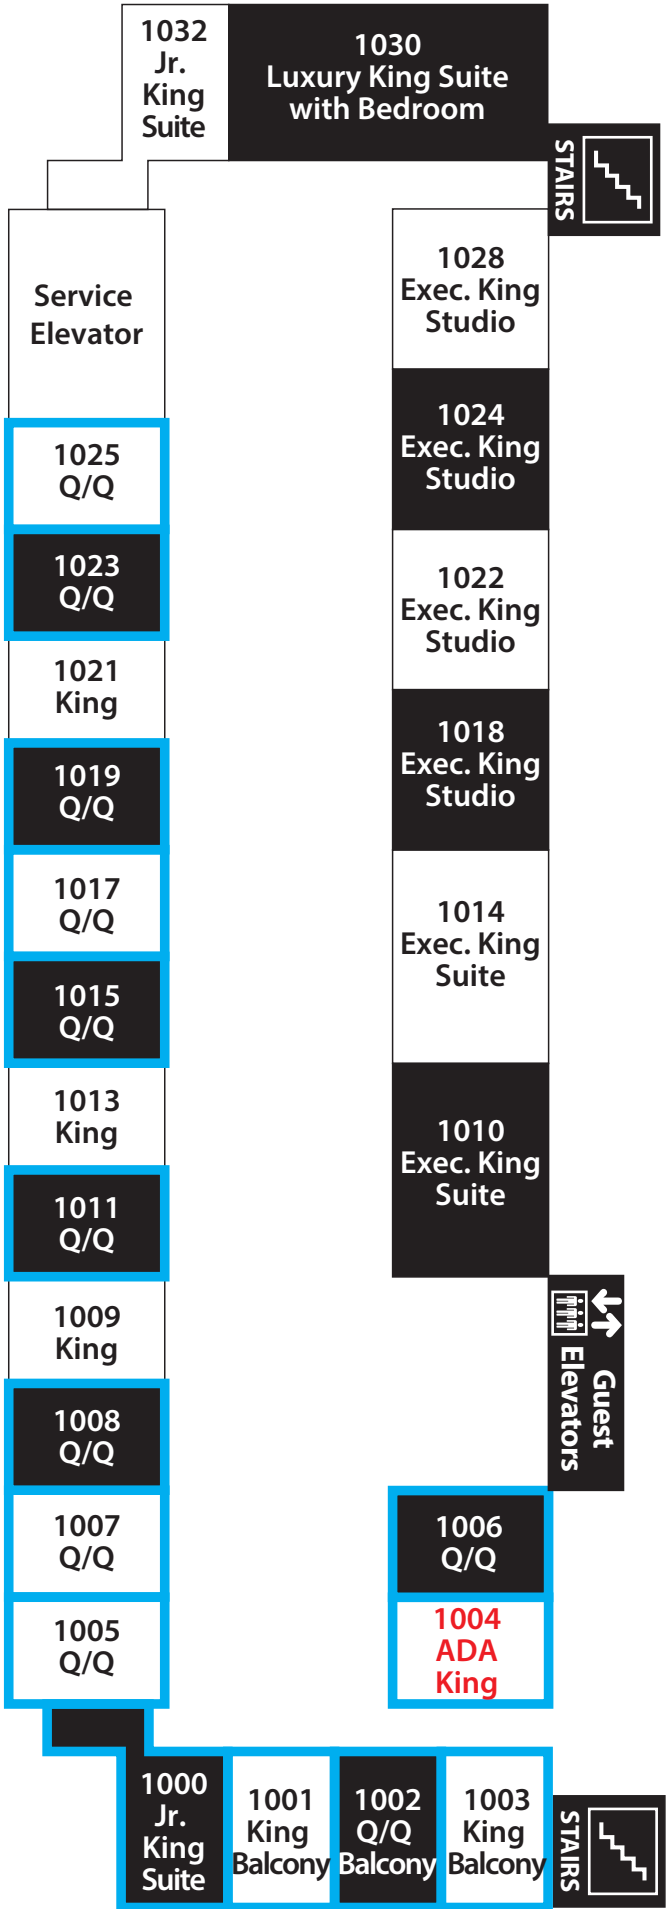 1032
Jr.
King
Suite
1030
Luxury King Suite
with Bedroom
STAIRS
Service
Elevator
1028
Exec. King
Studio
1025
Q/Q
1024
Exec. King
Studio
1023
Q/Q
1022
Exec. King
Studio
1021
King
1019
Q/Q
1018
Exec. King
Studio
1017
Q/Q
1015
Q/Q
1014
Exec. King
Suite
1013
King
1011
Q/Q
1010
Exec. King
Suite
1009
King
Guest
Elevators
1008
Q/Q
1007
Q/Q
1006
Q/Q
1005
Q/Q
1004
ADA
King
1000
Jr.
King
Suite
1001
King
Balcony
1002
Q/Q
Balcony
1003
King
Balcony
STAIRS